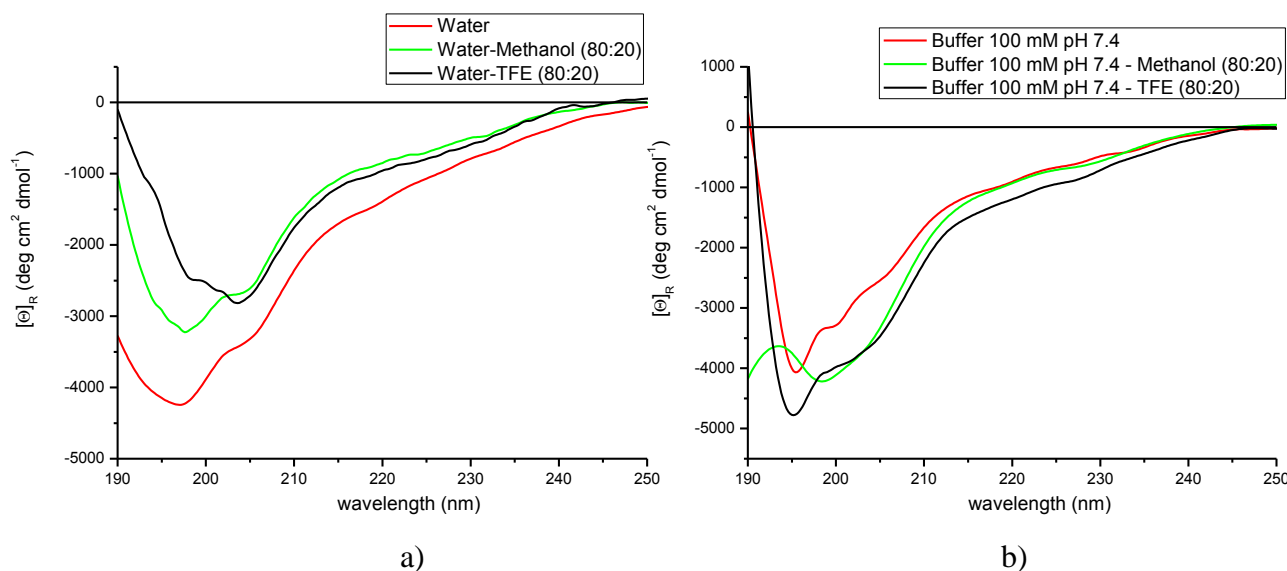 Water
Water-Methanol (80:20)
Water-TFE (80:20)
0
-1000
-2000
-3000
-4000
-5000
[Θ]R (deg cm² dmol⁻¹)
190 200 210 220 230 240 250
wavelength (nm)
a)
Buffer 100 mM pH 7.4
Buffer 100 mM pH 7.4 - Methanol (80:20)
Buffer 100 mM pH 7.4 - TFE (80:20)
1000
0
-1000
-2000
-3000
-4000
-5000
[Θ]R (deg cm² dmol⁻¹)
190 200 210 220 230 240 250
wavelength (nm)
b)